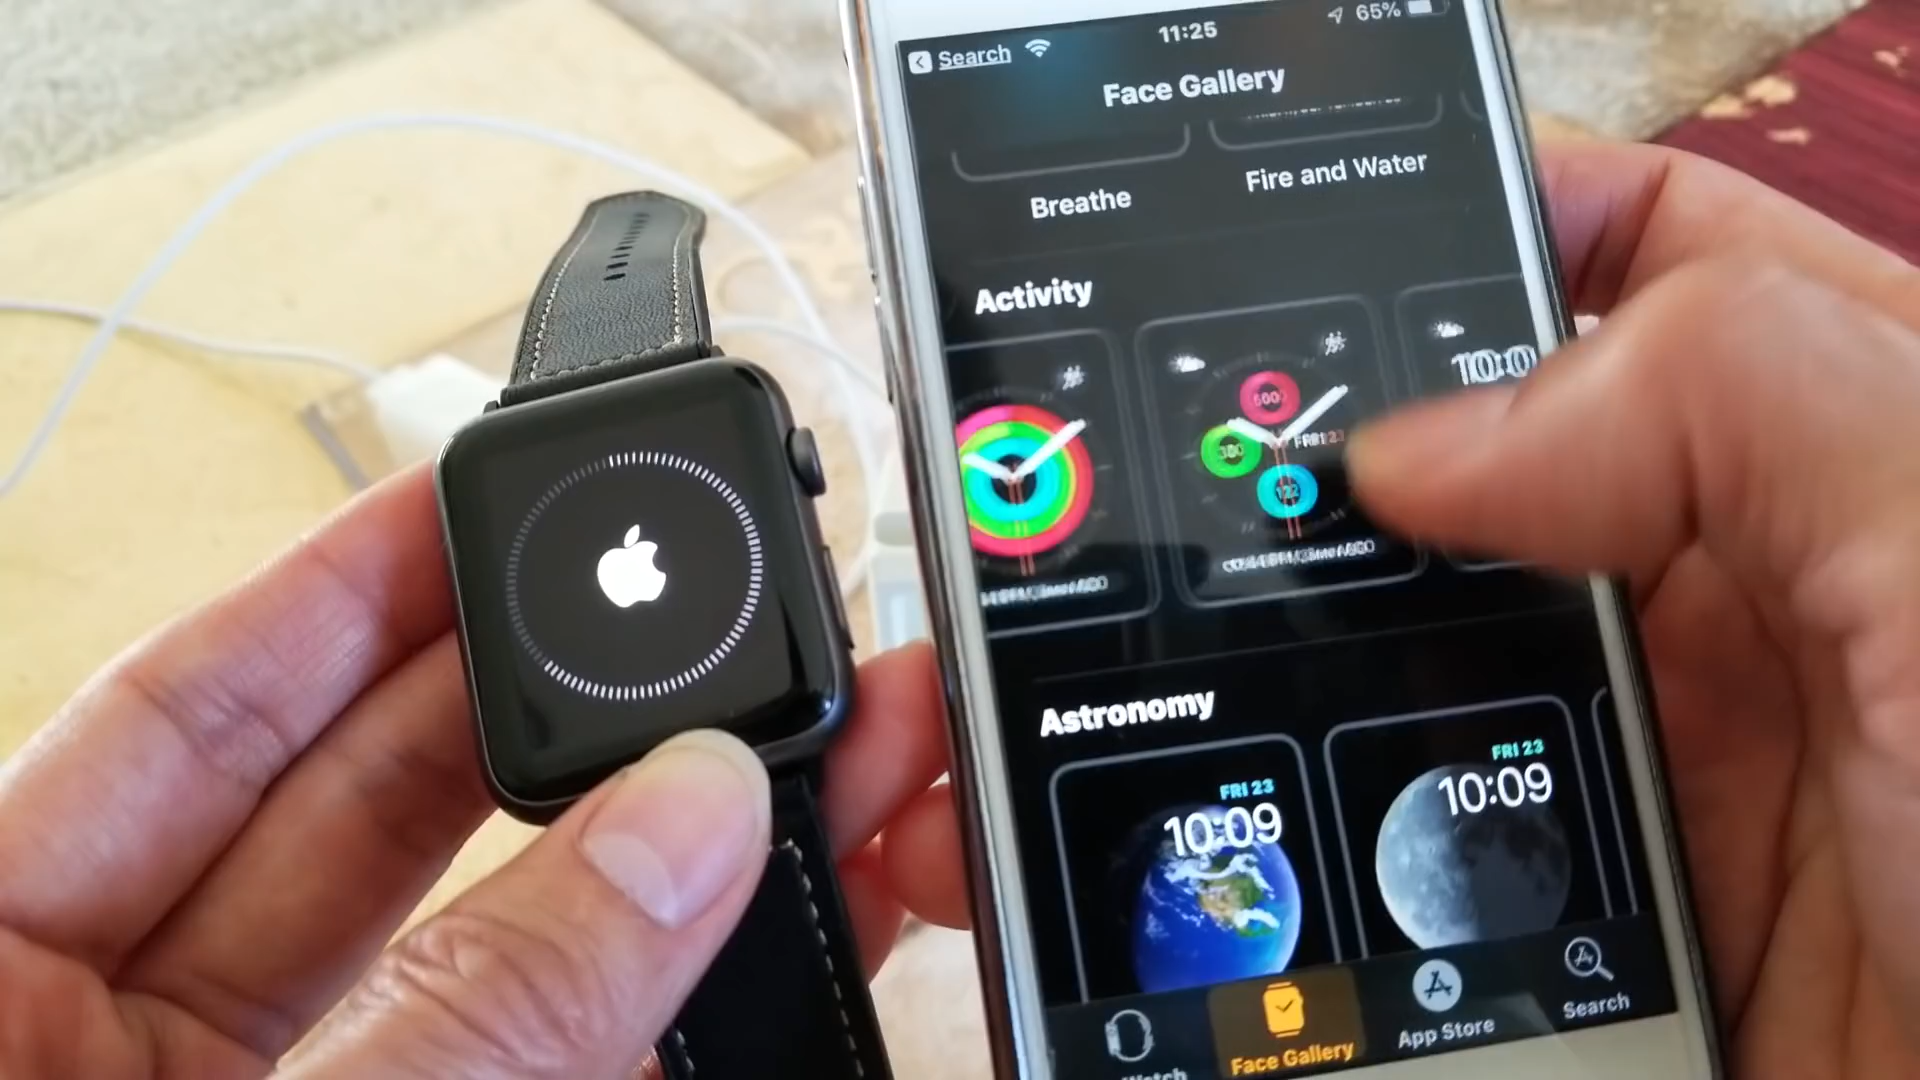 11:25
65%
Search
Face Gallery
Breathe
Fire and Water
Activity
Astronomy
FRI 23
10:09
FRI 23
10:09
Face Gallery
App Store
Search